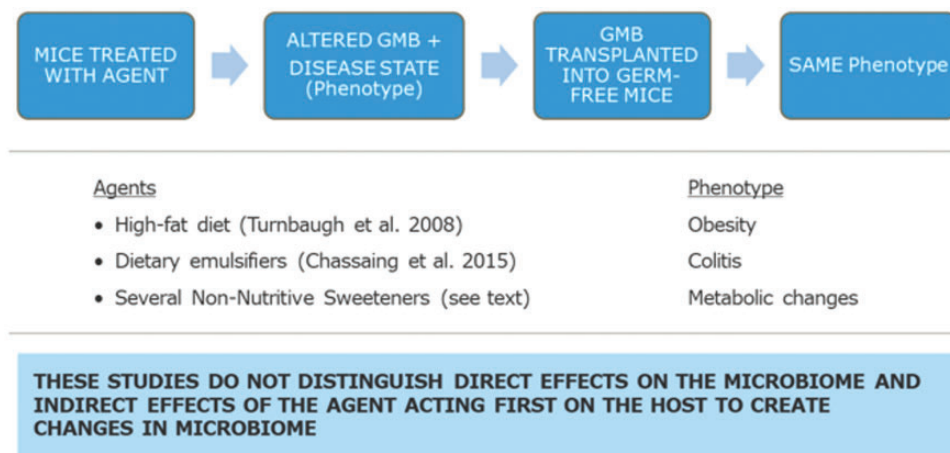 MICE TREATED
WITH AGENT
ALTERED GMB +
DISEASE STATE
(Phenotype)
GMB
TRANSPLANTED
INTO GERM-
FREE MICE
SAME Phenotype
Agents
Phenotype
• High-fat diet (Turnbaugh et al. 2008)
Obesity
• Dietary emulsifiers (Chassaing et al. 2015)
Colitis
• Several Non-Nutritive Sweeteners (see text)
Metabolic changes
THESE STUDIES DO NOT DISTINGUISH DIRECT EFFECTS ON THE MICROBIOME AND
INDIRECT EFFECTS OF THE AGENT ACTING FIRST ON THE HOST TO CREATE
CHANGES IN MICROBIOME